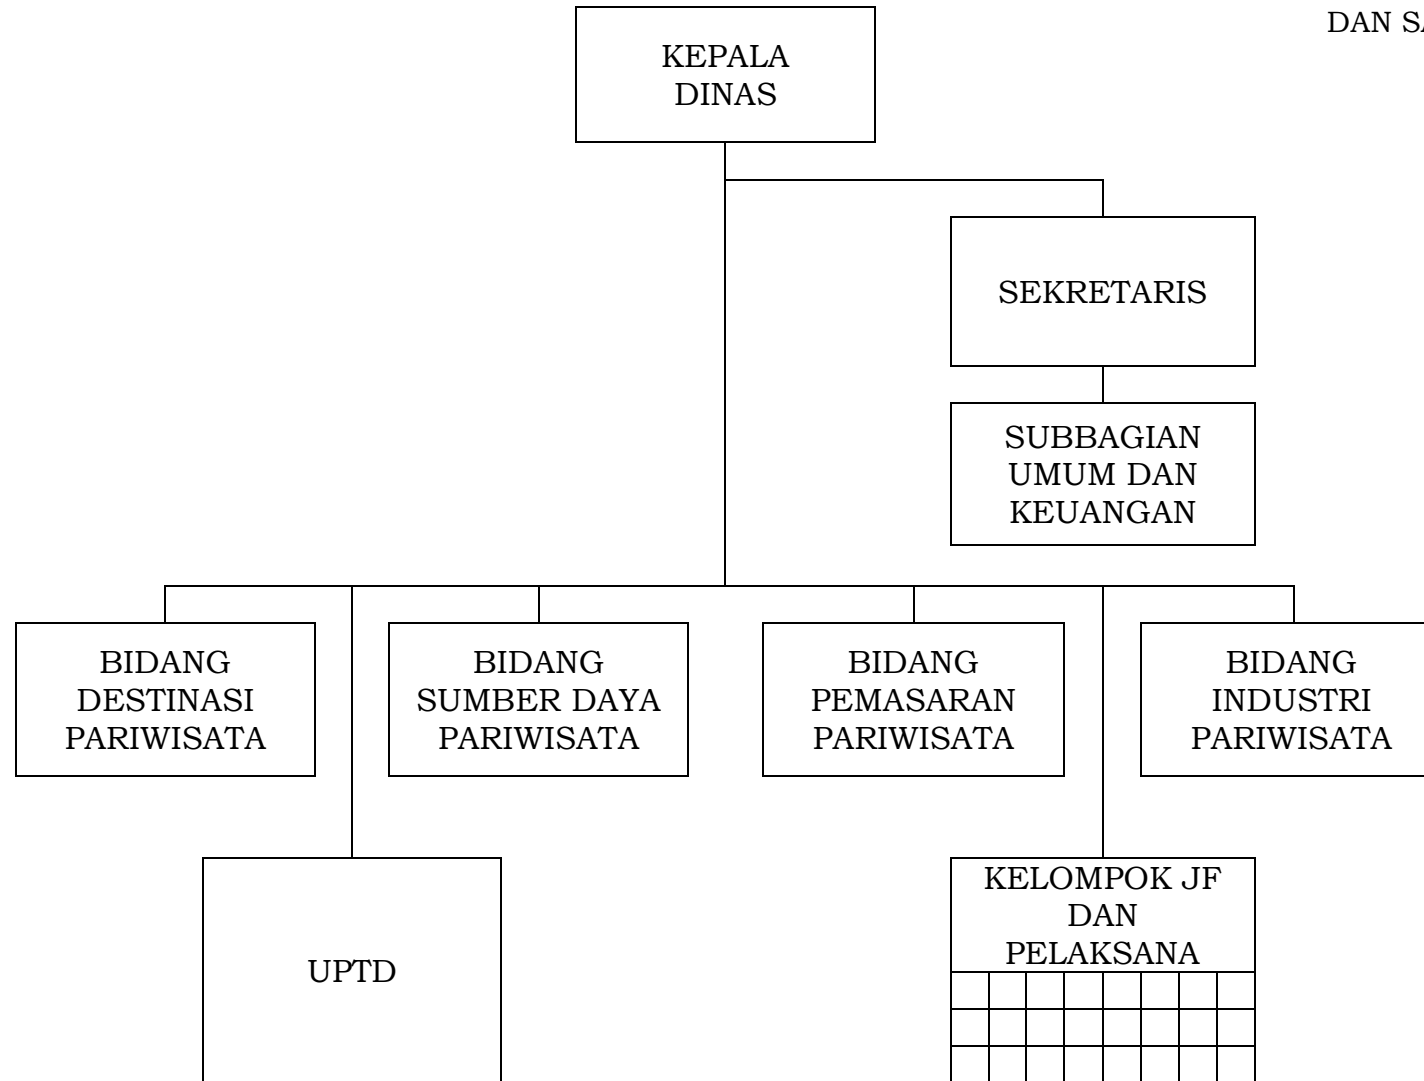 DAN SA
KEPALA
DINAS
SEKRETARIS
SUBBAGIAN
UMUM DAN
KEUANGAN
BIDANG
DESTINASI
PARIWISATA
BIDANG
SUMBER DAYA
PARIWISATA
BIDANG
PEMASARAN
PARIWISATA
BIDANG
INDUSTRI
PARIWISATA
UPTD
KELOMPOK JF
DAN
PELAKSANA